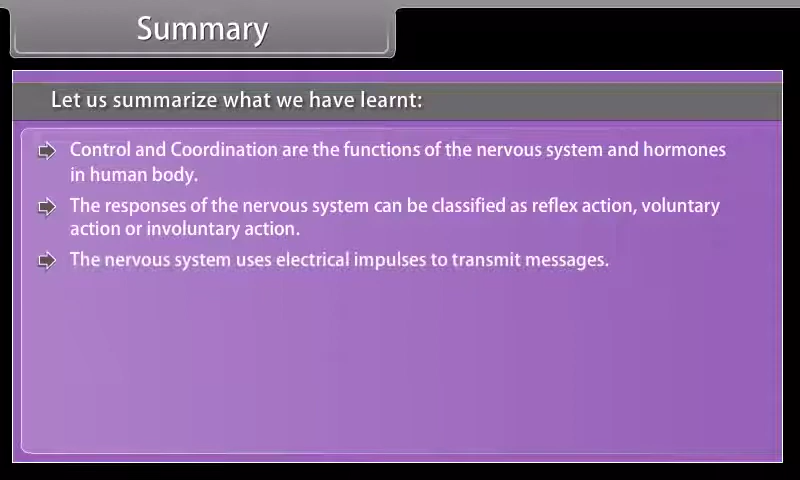 Summary
Let us summarize what we have learnt:
Control and Coordination are the functions of the nervous system and hormones
in human body.
The responses of the nervous system can be classified as reflex action, voluntary
action or involuntary action.
The nervous system uses electrical impulses to transmit messages.